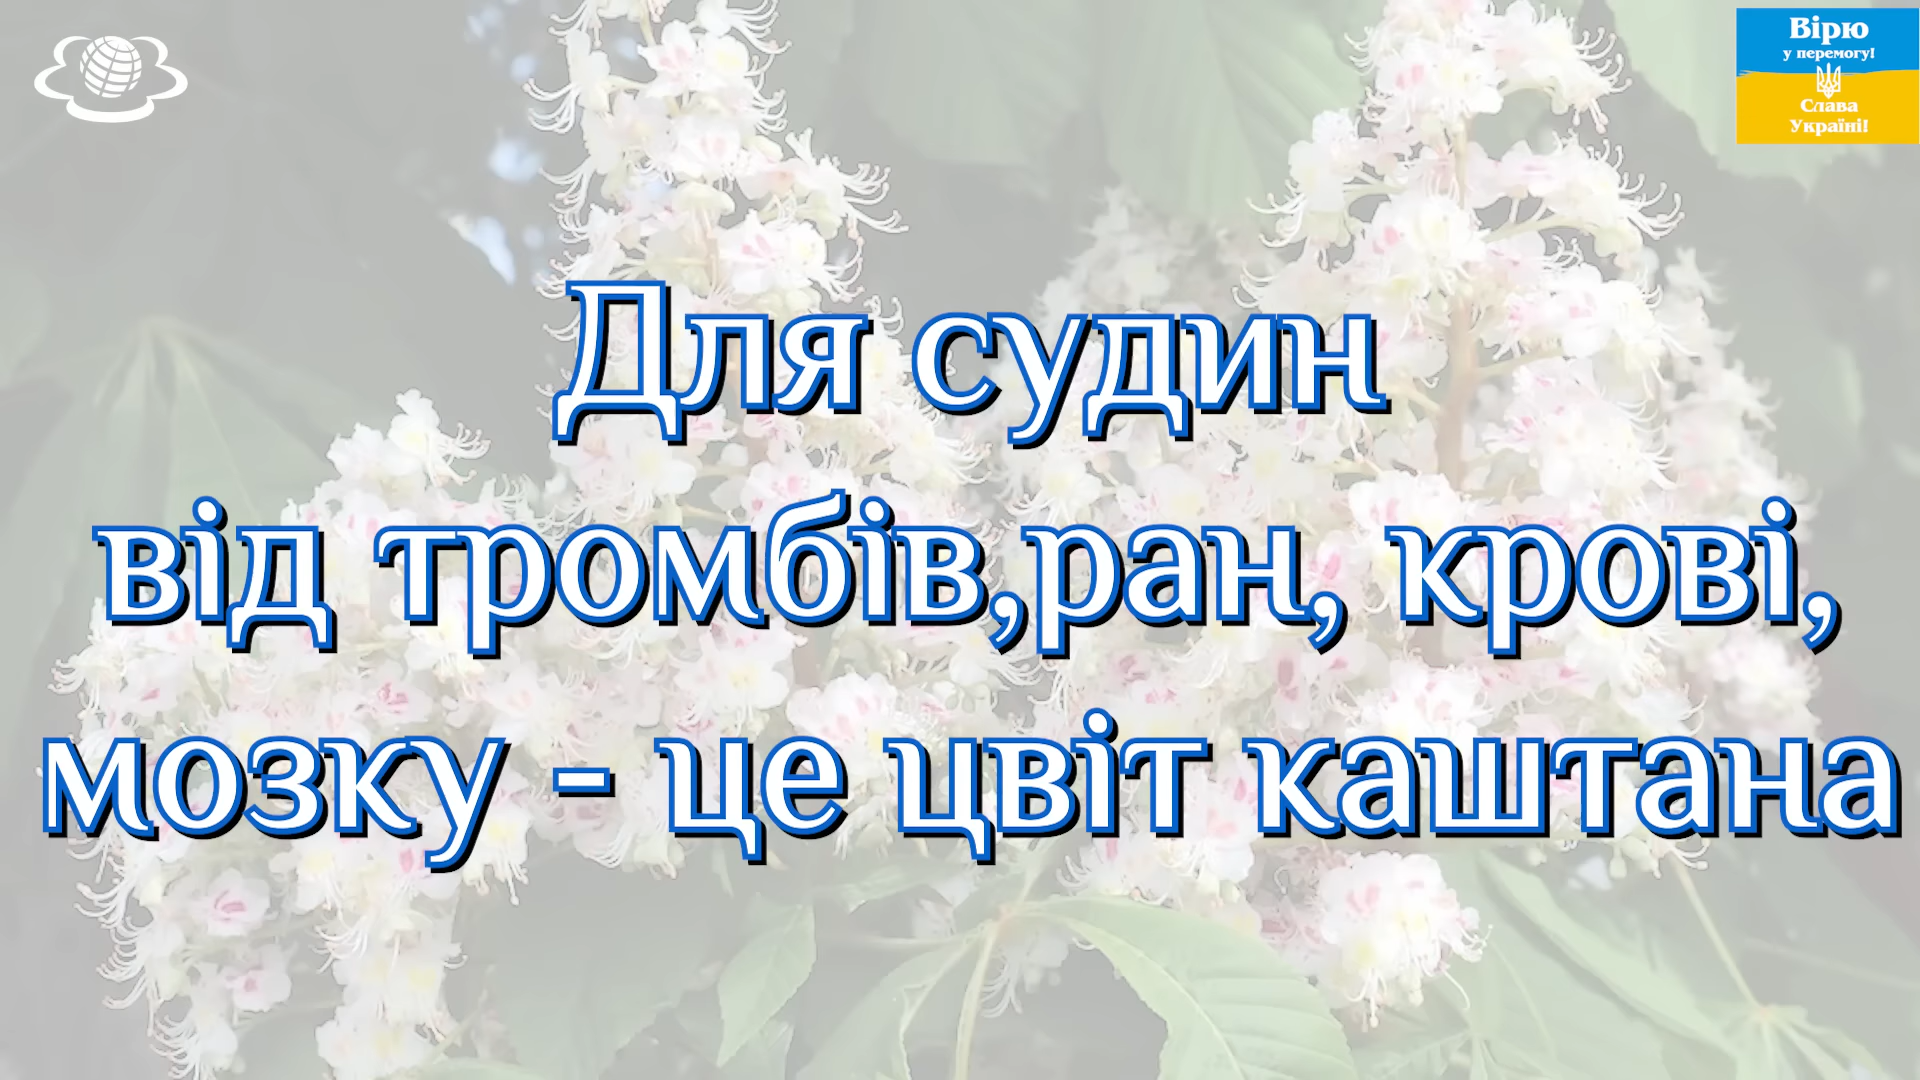 Вірю
у перемогу!
Слава
Україні!
Для судин
від тромбів,ран, крові,
мозку - це цвіт каштана